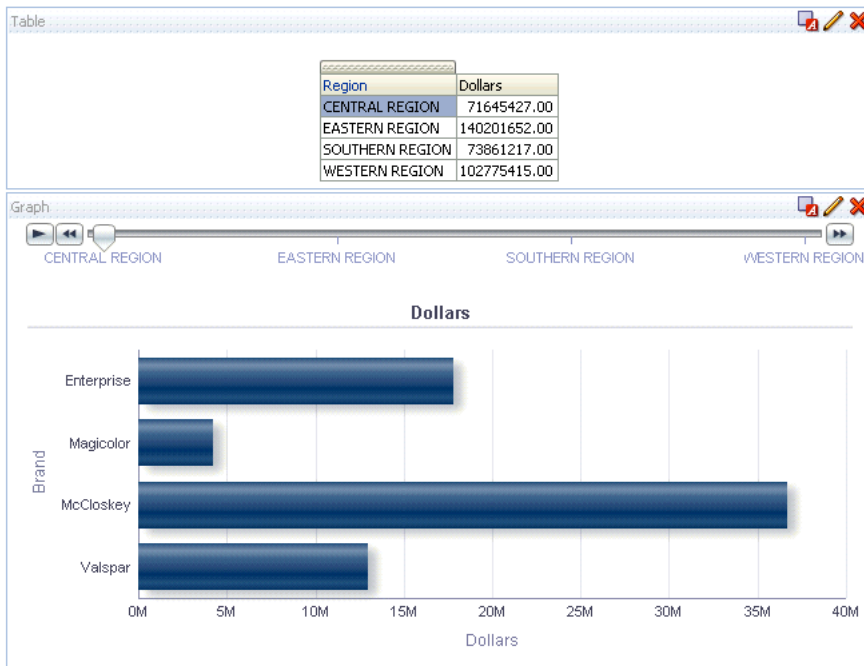 Table
Region Dollars
CENTRAL REGION 71645427.00
EASTERN REGION 140201652.00
SOUTHERN REGION 73861217.00
WESTERN REGION 102775415.00
Graph
CENTRAL REGION EASTERN REGION SOUTHERN REGION WESTERN REGION
Dollars
Brand
Enterprise
Magicolor
McCloskey
Valspar
0M 5M 10M 15M 20M 25M 30M 35M 40M
Dollars